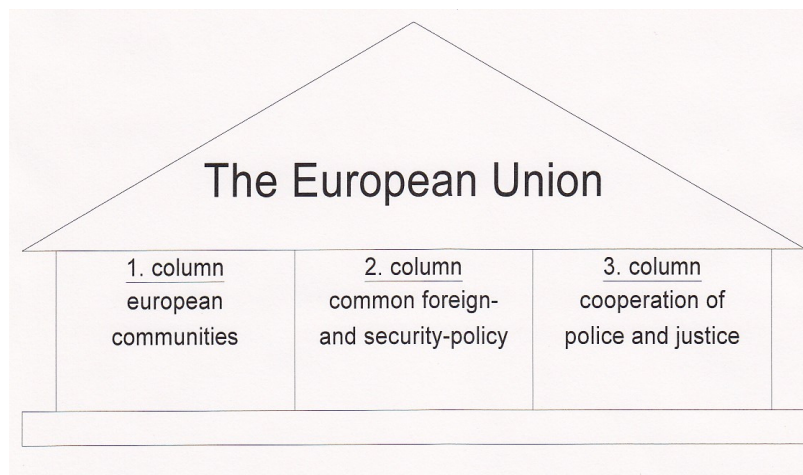 The European Union
1. column
european
communities
2. column
common foreign-
and security-policy
3. column
cooperation of
police and justice